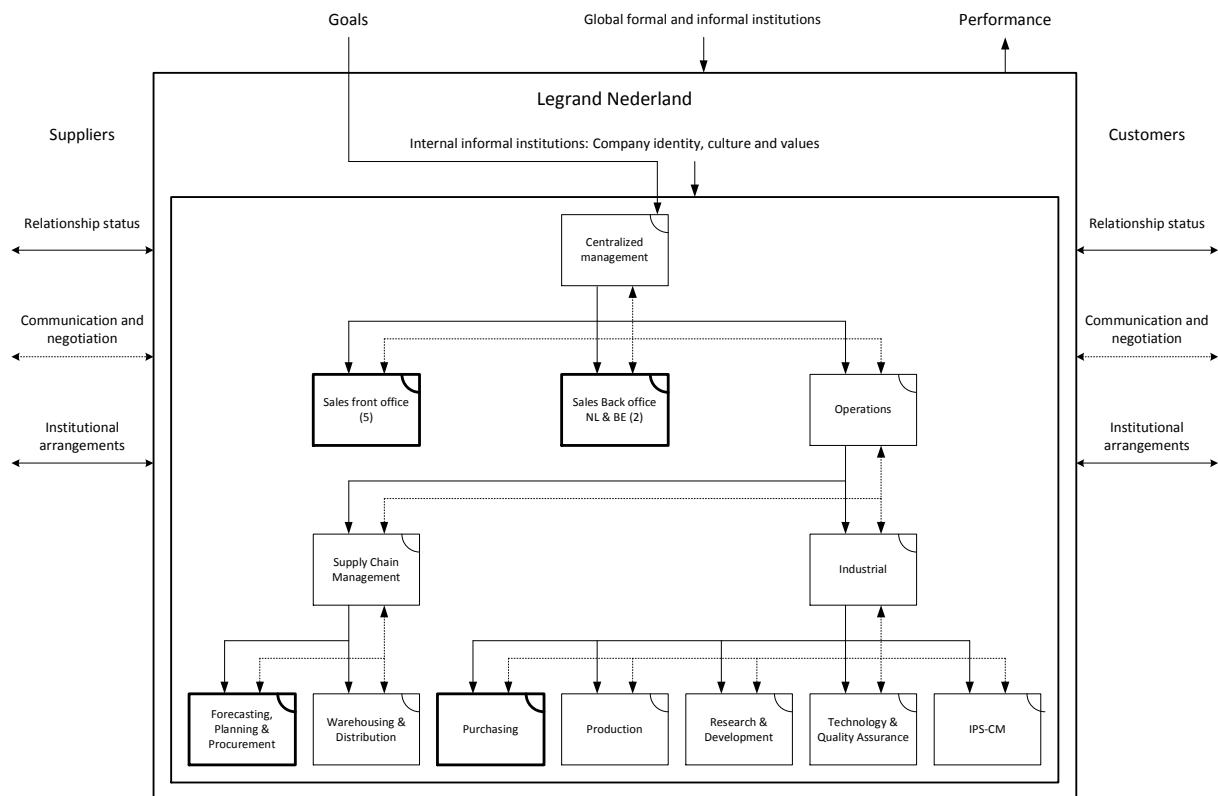 Goals
Global formal and informal institutions
Performance
Legrand Nederland
Suppliers
Customers
Internal informal institutions: Company identity, culture and values
Relationship status
Relationship status
Centralized
management
Communication and
negotiation
Communication and
negotiation
Sales front office
(5)
Sales Back office
NL & BE (2)
Operations
Institutional
arrangements
Institutional
arrangements
Supply Chain
Management
Industrial
Forecasting,
Planning &
Procurement
Warehousing &
Distribution
Purchasing
Production
Research &
Development
Technology &
Quality Assurance
IPS-CM